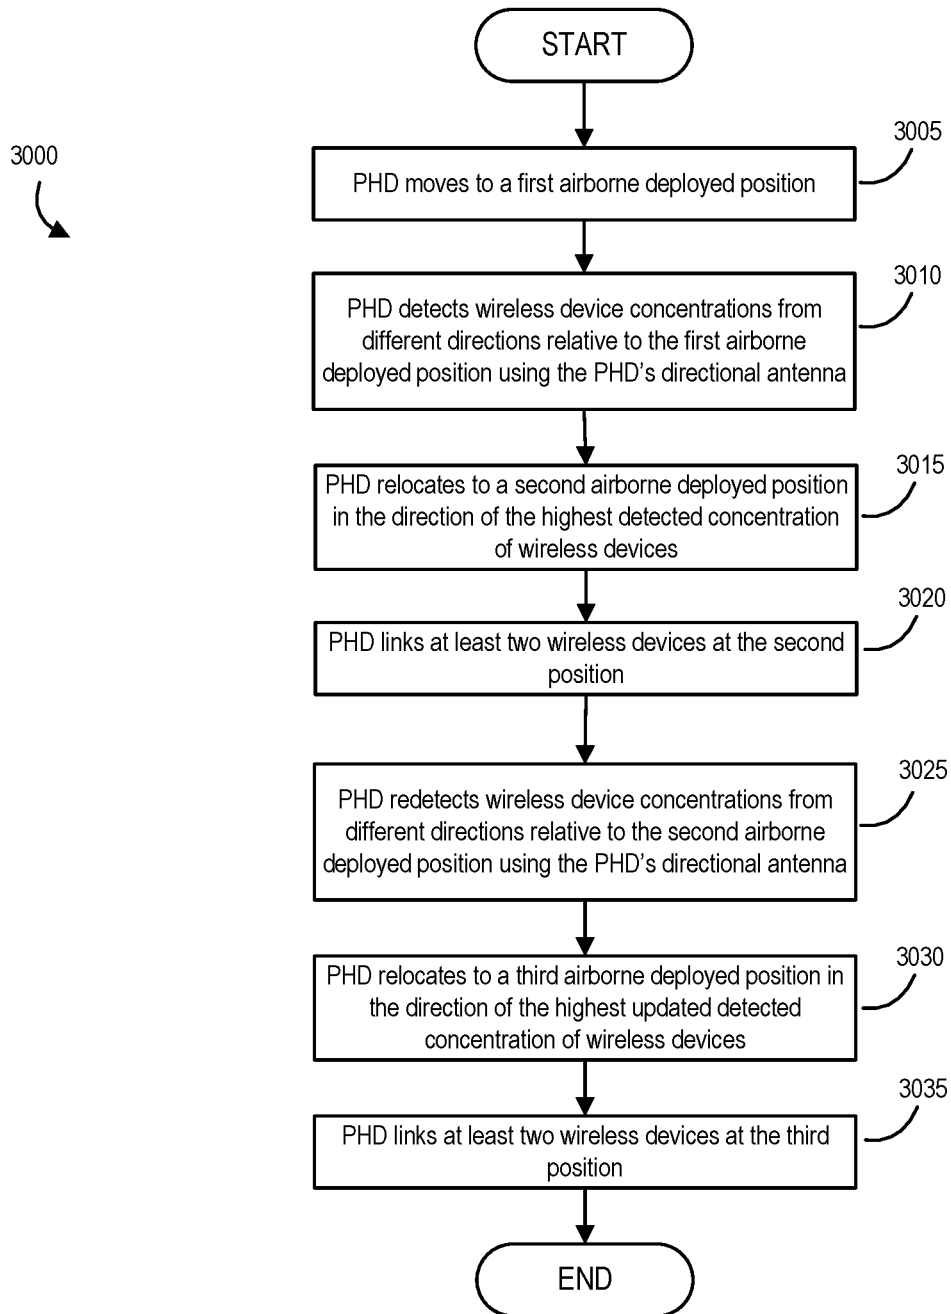 START
3000
3005
PHD moves to a first airborne deployed position
3010
PHD detects wireless device concentrations from
different directions relative to the first airborne
deployed position using the PHD's directional antenna
3015
PHD relocates to a second airborne deployed position
in the direction of the highest detected concentration
of wireless devices
3020
PHD links at least two wireless devices at the second
position
3025
PHD redetects wireless device concentrations from
different directions relative to the second airborne
deployed position using the PHD's directional antenna
3030
PHD relocates to a third airborne deployed position in
the direction of the highest updated detected
concentration of wireless devices
3035
PHD links at least two wireless devices at the third
position
END